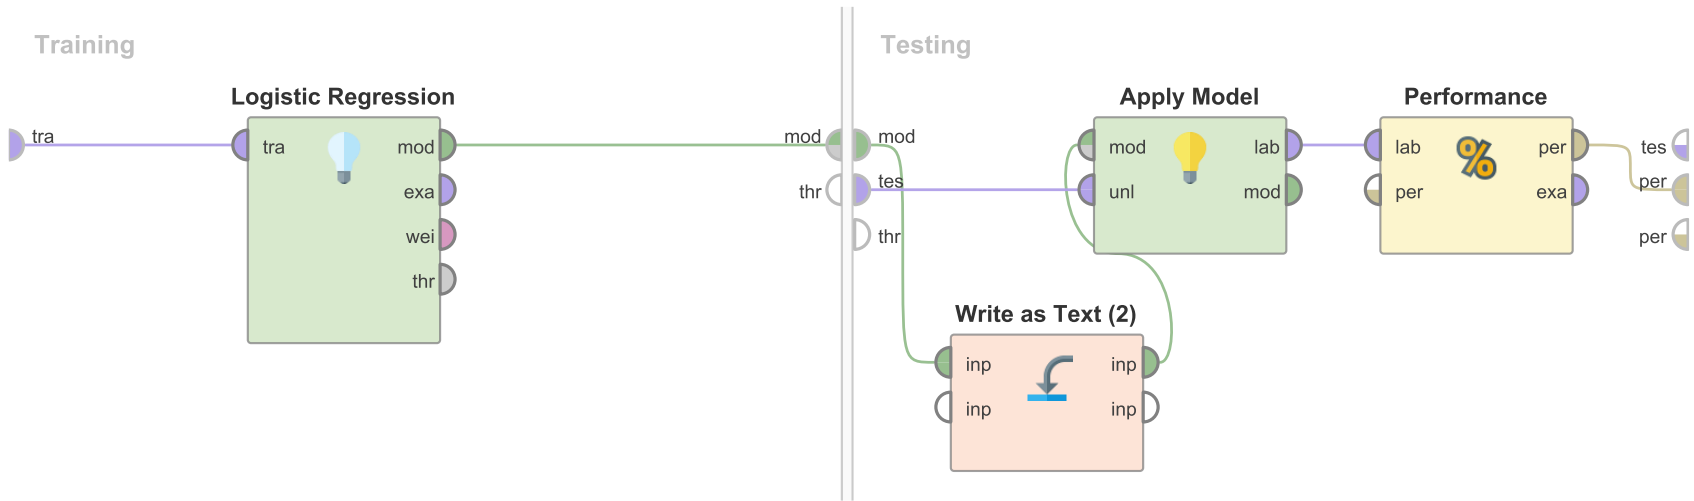 Training
Testing
Logistic Regression
Apply Model
Performance
tra
tra
mod
exa
wei
thr
mod
thr
mod
tes
thr
mod
unl
lab
mod
lab
per
per
exa
tes
per
per
Write as Text (2)
inp
inp
inp
inp
%